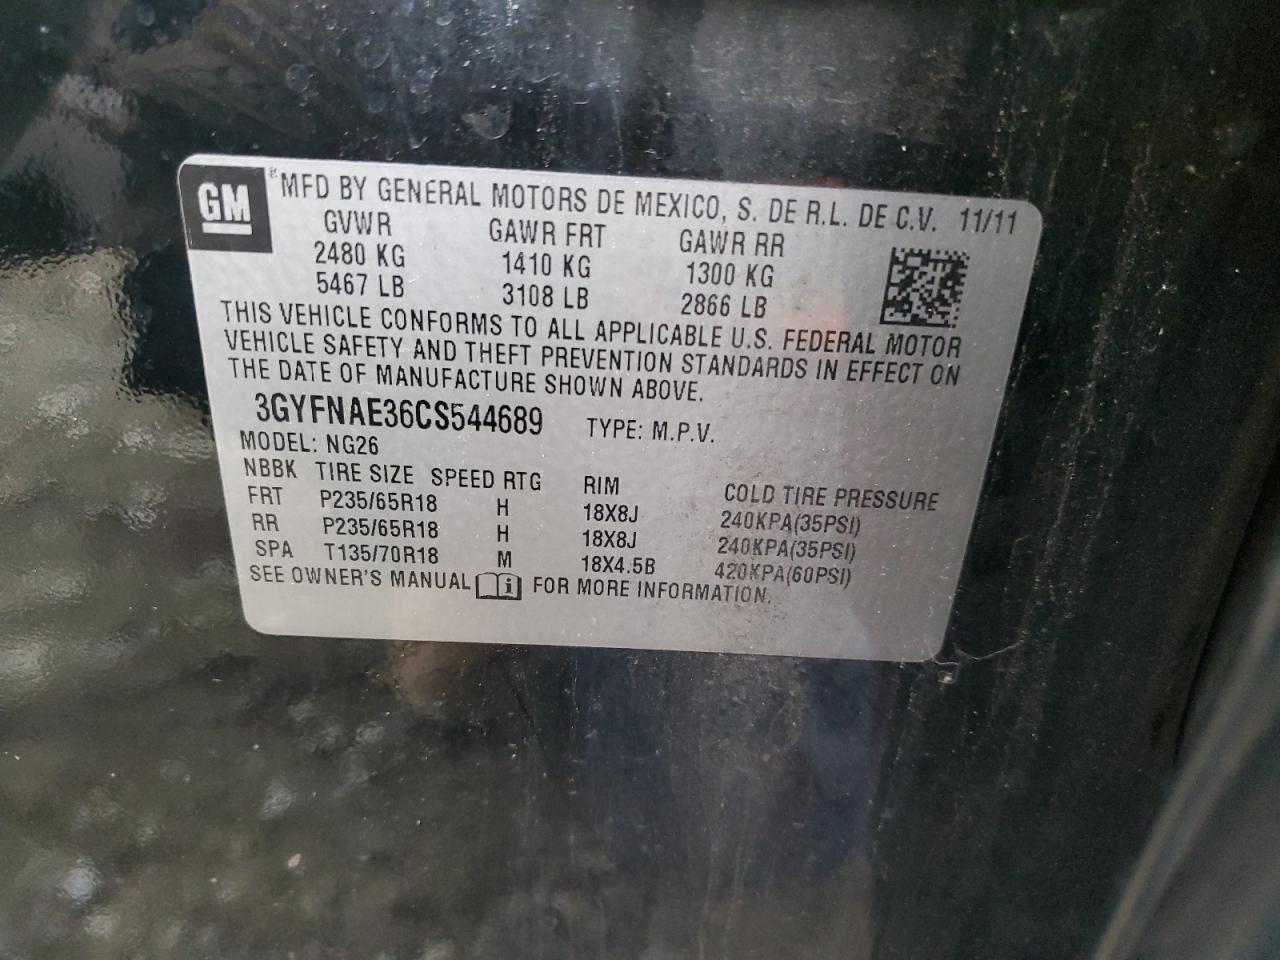 GM ® MFD BY GENERAL MOTORS DE MEXICO, S. DE R.L. DE C.V. 11/11
GVWR GAWR FRT GAWR RR
2480 KG 1410 KG 1300 KG
5467 LB 3108 LB 2866 LB
THIS VEHICLE CONFORMS TO ALL APPLICABLE U.S. FEDERAL MOTOR
VEHICLE SAFETY AND THEFT PREVENTION STANDARDS IN EFFECT ON
THE DATE OF MANUFACTURE SHOWN ABOVE.
3GYFNAE36CS544689 TYPE: M.P.V.
MODEL: NG26
NBBK TIRE SIZE SPEED RTG RIM COLD TIRE PRESSURE
FRT P235/65R18 H 18X8J 240KPA(35PSI)
RR P235/65R18 H 18X8J 240KPA(35PSI)
SPA T135/70R18 M 18X4.5B 420KPA(60PSI)
SEE OWNER'S MANUAL i FOR MORE INFORMATION.